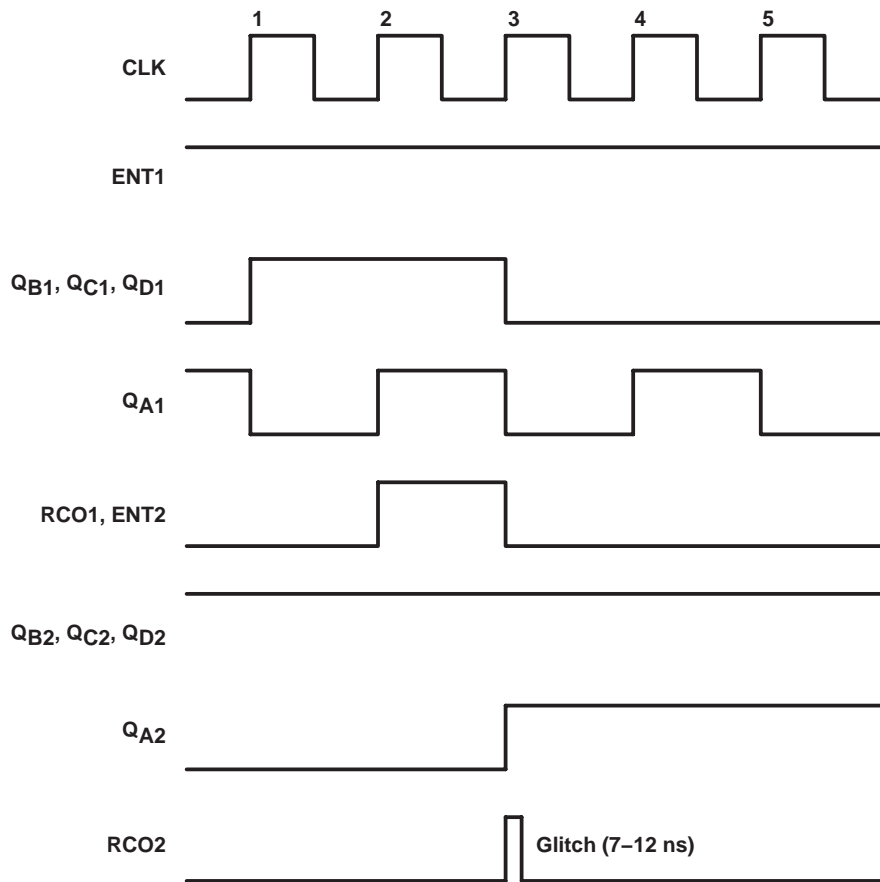 1 2 3 4 5
CLK
ENT1
QB1, QC1, QD1
QA1
RCO1, ENT2
QB2, QC2, QD2
QA2
RCO2
Glitch (7–12 ns)